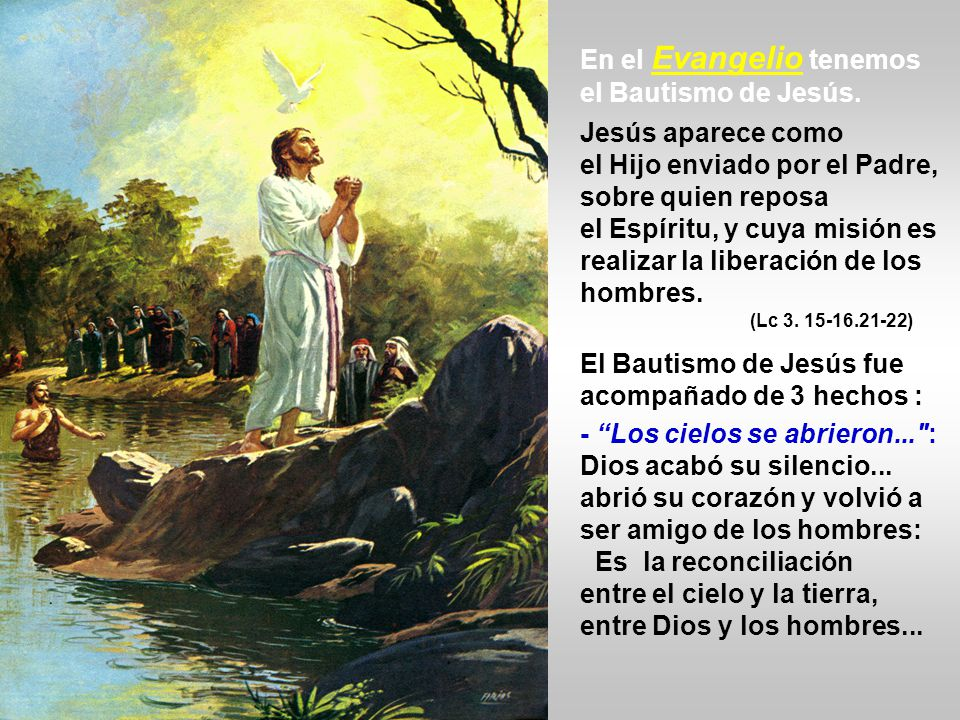 En el Evangelio tenemos
el Bautismo de Jesús.
Jesús aparece como
el Hijo enviado por el Padre,
sobre quien reposa
el Espíritu, y cuya misión es
realizar la liberación de los
hombres.
(Lc 3. 15-16.21-22)
El Bautismo de Jesús fue
acompañado de 3 hechos :
- “Los cielos se abrieron...":
Dios acabó su silencio...
abrió su corazón y volvió a
ser amigo de los hombres:
Es  la reconciliación
entre el cielo y la tierra,
entre Dios y los hombres...